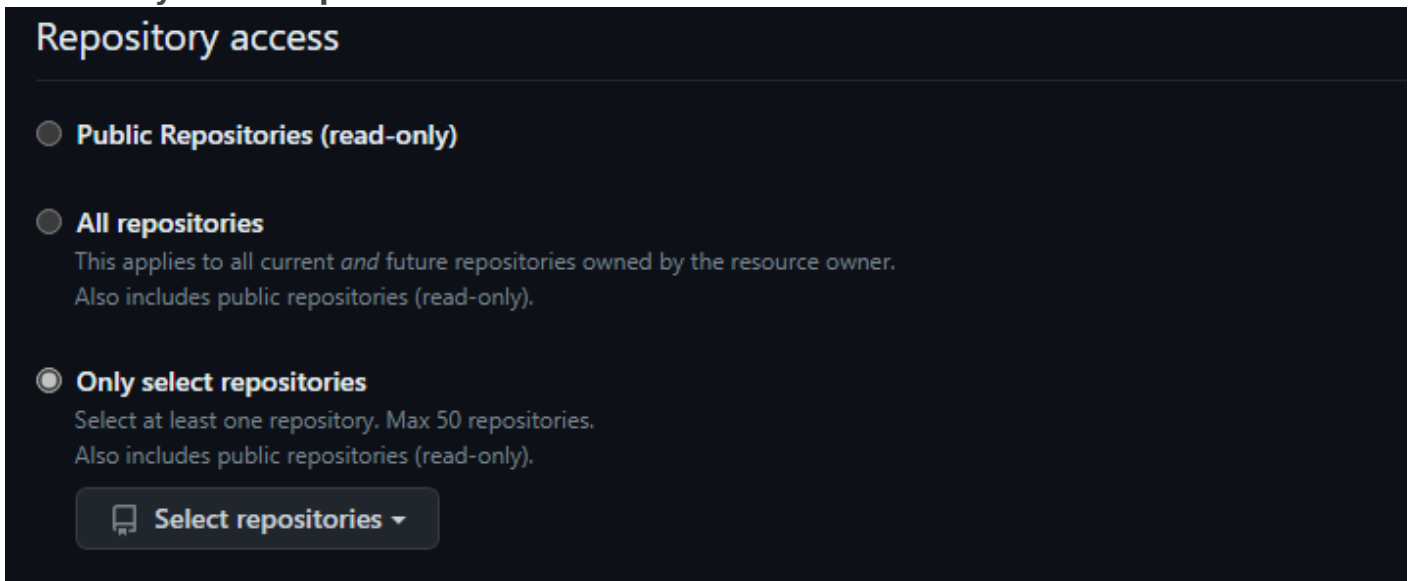 Repository access
Public Repositories (read-only)
All repositories
This applies to all current and future repositories owned by the resource owner.
Also includes public repositories (read-only).
Only select repositories
Select at least one repository. Max 50 repositories.
Also includes public repositories (read-only).
Select repositories